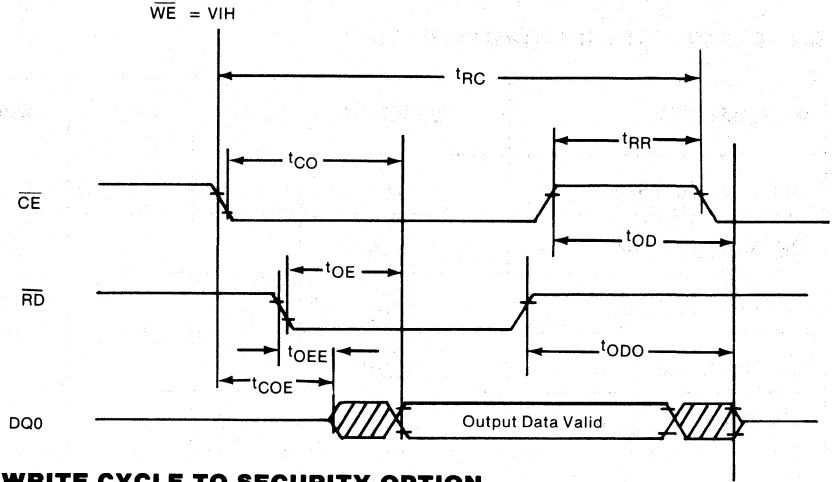 WE = VIH
tRC
tRR
tCO
CE
tOD
tOE
RD
tOEE
tODO
tCOE
DQ0
Output Data Valid
WRITE CYCLE TO SECURITY OPTION